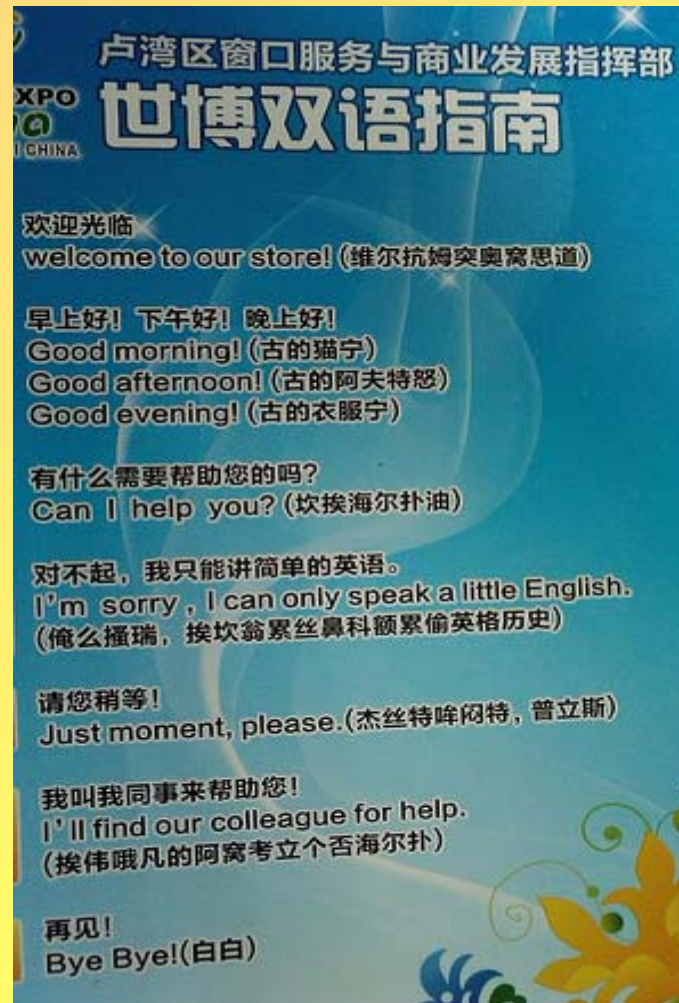 卢湾区窗口服务与商业发展指挥部
XPO
世博双语指南
I CHINA
欢迎光临
welcome to our store! (维尔抗姆突奥窝思道)
早上好！下午好！晚上好！
Good morning! (古的猫宁)
Good afternoon! (古的阿夫特怒)
Good evening! (古的衣服宁)
有什么需要帮助您的吗？
Can I help you? (坎挨海尔扑油)
对不起，我只能讲简单的英语。
I'm sorry , I can only speak a little English.
(俺么搔瑞，挨坎翁累丝鼻科额累偷英格历史)
请您稍等！
Just moment, please.(杰丝特哞闷特，普立斯)
我叫我同事来帮助您！
I'll find our colleague for help.
(挨伟哦凡的阿窝考立个否海尔扑)
再见！
Bye Bye!(白白)